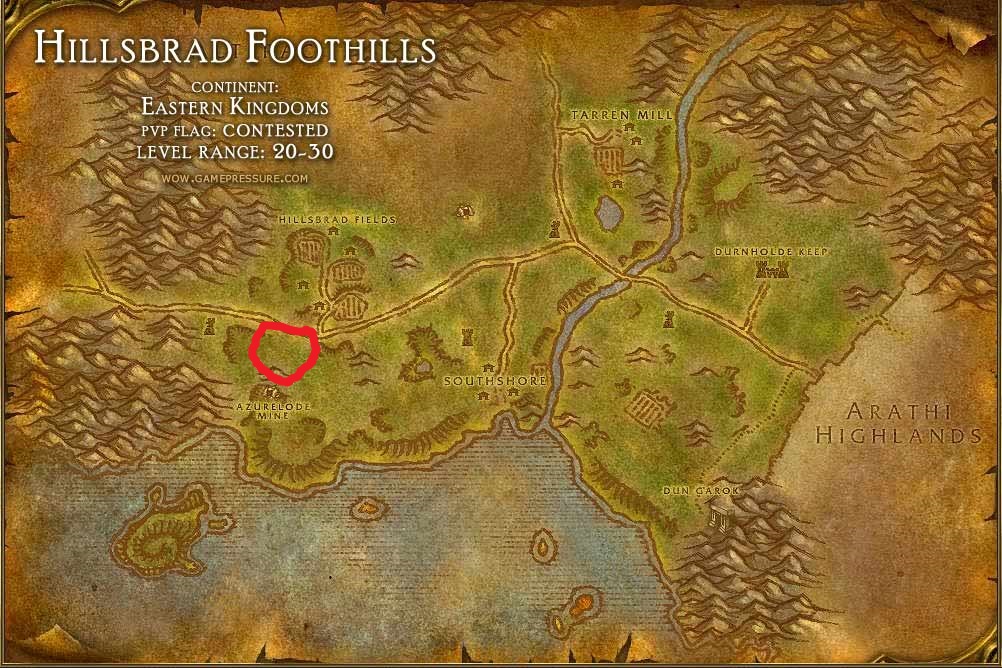 HILLSBRAD FOOTHILLS
CONTINENT:
EASTERN KINGDOMS
PVP FLAG: CONTESTED
LEVEL RANGE: 20-30
WOW.GAMEPRESSURE.COM
TARREN MILL
HILLSBRAD FIELDS
DURNHOLDE KEEP
SOUTHSHORE
AZURELODE
MINE
ARATHI
HIGHLANDS
DUN GAROK